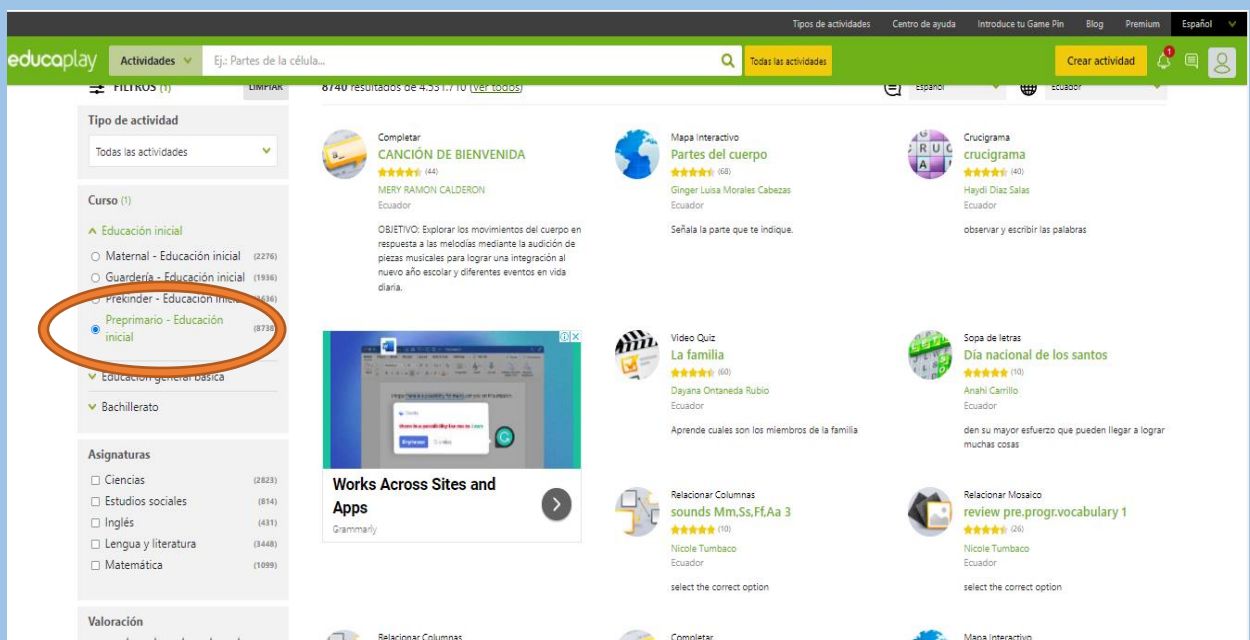 Tipos de actividades Centro de ayuda Introduce tu Game Pin Blog Premium Español
educaplay Actividades Ej.: Partes de la célula... Todas las actividades Crear actividad 1
FILTROS (1) LIMPIAR
8740 resultados de 4.531.710 (ver todos)
Español Ecuador
Tipo de actividad
Todas las actividades
Curso (1)
Educación inicial
Maternal - Educación inicial (2276)
Guardería - Educación inicial (1936)
Prekinder - Educación
Preprimario - Educación inicial (8738
Educación general básica
Bachillerato
Asignaturas
Ciencias (2823)
Estudios sociales (814)
Inglés (431)
Lengua y literatura (3448)
Matemática (1099)
Valoración
Completar
CANCIÓN DE BIENVENIDA
(44)
MERY RAMON CALDERON
Ecuador
OBJETIVO: Explorar los movimientos del cuerpo en
respuesta a las melodías mediante la audición de
piezas musicales para lograr una integración al
nuevo año escolar y diferentes eventos en vida
diaria.
Mapa Interactivo
Partes del cuerpo
(68)
Ginger Luisa Morales Cabezas
Ecuador
Señala la parte que te indique.
Crucigrama
crucigrama
(40)
Haydi Diaz Salas
Ecuador
observar y escribir las palabras
Works Across Sites and
Apps
Grammarly
Video Quiz
La familia
(60)
Dayana Ontaneda Rubio
Ecuador
Aprende cuales son los miembros de la familia
Sopa de letras
Día nacional de los santos
(10)
Anahi Carrillo
Ecuador
den su mayor esfuerzo que pueden llegar a lograr
muchas cosas
Relacionar Columnas
sounds Mm,Ss,Ff,Aa 3
(10)
Nicole Tumbaco
Ecuador
select the correct option
Relacionar Mosaico
review pre.progr.vocabulary 1
(26)
Nicole Tumbaco
Ecuador
select the correct option
Relacionar Columnas
Completar
Mapa Interactivo